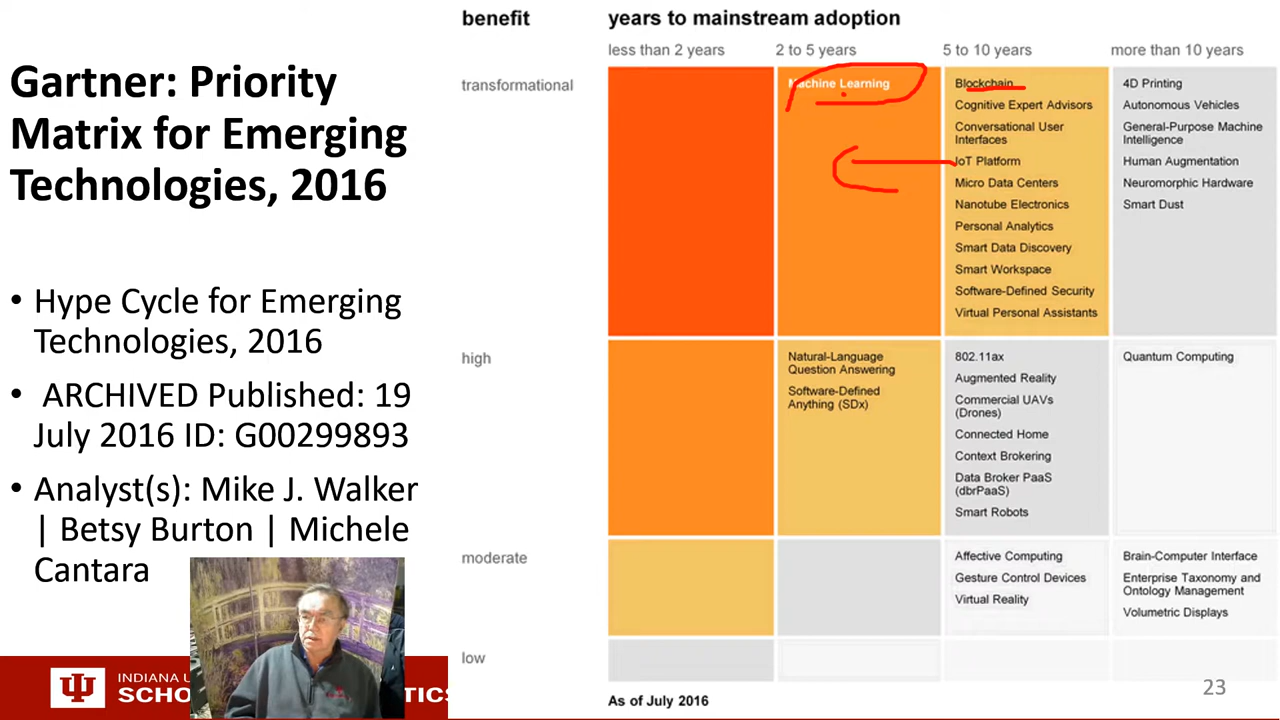 Gartner: Priority
Matrix for Emerging
Technologies, 2016
• Hype Cycle for Emerging
Technologies, 2016
• ARCHIVED Published: 19
July 2016 ID: G00299893
• Analyst(s): Mike J. Walker
| Betsy Burton | Michele
Cantara
INDIANA U
SCHO
TICS
benefit
years to mainstream adoption
less than 2 years
2 to 5 years
5 to 10 years
more than 10 years
transformational
Machine Learning
Blockchain
Cognitive Expert Advisors
Conversational User
Interfaces
IoT Platform
Micro Data Centers
Nanotube Electronics
Personal Analytics
Smart Data Discovery
Smart Workspace
Software-Defined Security
Virtual Personal Assistants
4D Printing
Autonomous Vehicles
General-Purpose Machine
Intelligence
Human Augmentation
Neuromorphic Hardware
Smart Dust
high
Natural-Language
Question Answering
Software-Defined
Anything (SDx)
802.11ax
Augmented Reality
Commercial UAVs
(Drones)
Connected Home
Context Brokering
Data Broker PaaS
(dbrPaaS)
Smart Robots
Quantum Computing
moderate
Affective Computing
Gesture Control Devices
Virtual Reality
Brain-Computer Interface
Enterprise Taxonomy and
Ontology Management
Volumetric Displays
low
As of July 2016
23